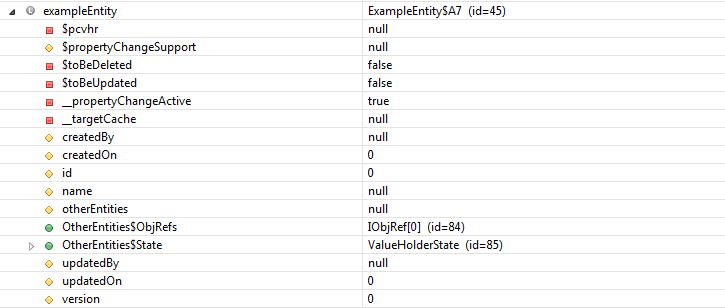 exampleEntity ExampleEntity$A7 (id=45)
$pcvhr null
$propertyChangeSupport null
$toBeDeleted false
$toBeUpdated false
__propertyChangeActive true
__targetCache null
createdBy null
createdOn 0
id 0
name null
otherEntities null
OtherEntities$ObjRefs IObjRef[0] (id=84)
OtherEntities$State ValueHolderState (id=85)
updatedBy null
updatedOn 0
version 0